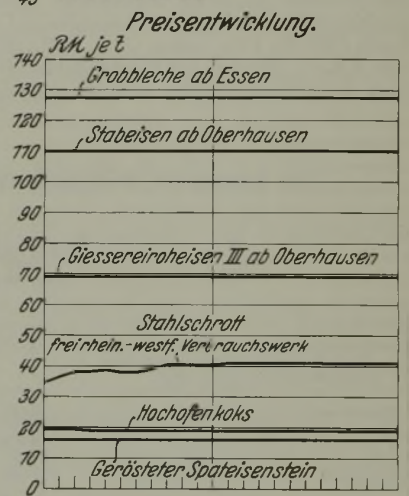 45
Preisentwicklung.
RM je t
140
Grobbleche ab Essen
130
120
Stabeisen ab Oberhausen
110
100
90
80
Giessereiroheisen III ab Oberhausen
70
60
50
Stahlschrott
frei rhein.-westf. Verbrauchswerk
40
30
Hochofenkoks
20
10
Gerösteter Spateisenstein
0